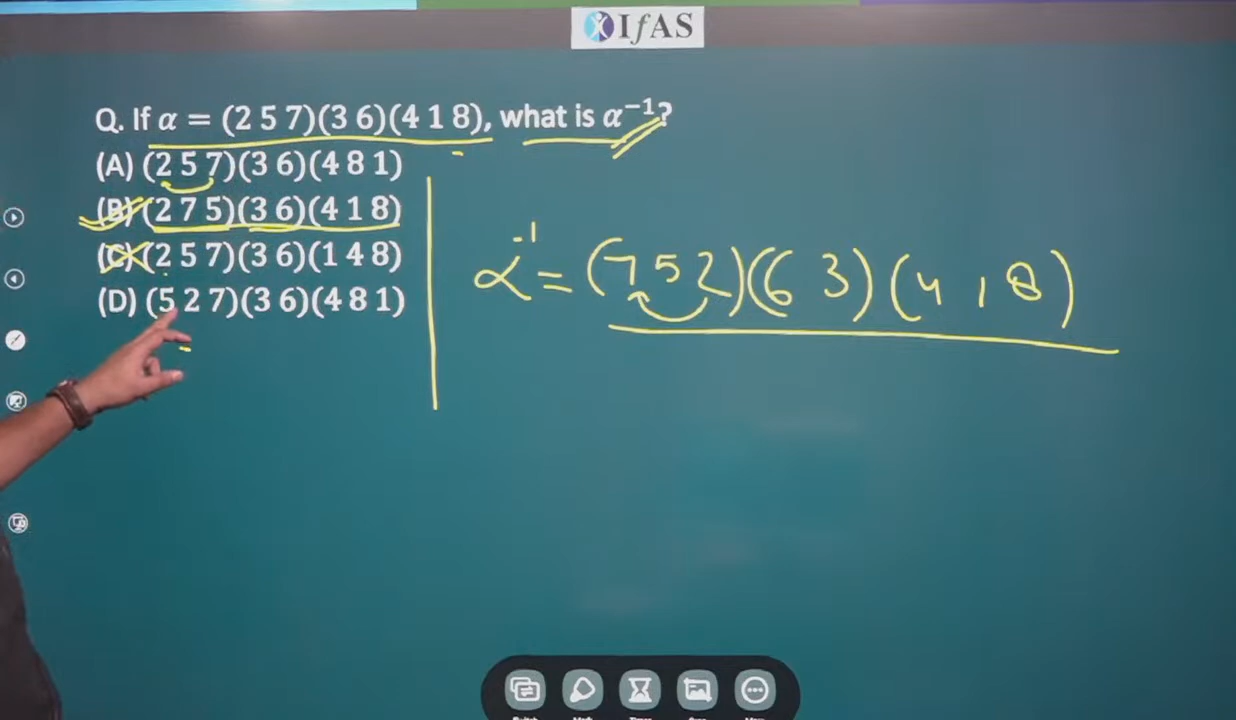 IfAS
Q. If α = (2 5 7)(3 6)(4 1 8), what is α⁻¹?
(A) (2 5 7)(3 6)(4 8 1)
(B) (2 7 5)(3 6)(4 1 8)
(C) (2 5 7)(3 6)(1 4 8)
(D) (5 2 7)(3 6)(4 8 1)
α⁻¹ = (7 5 2)(6 3)(4 1 8)